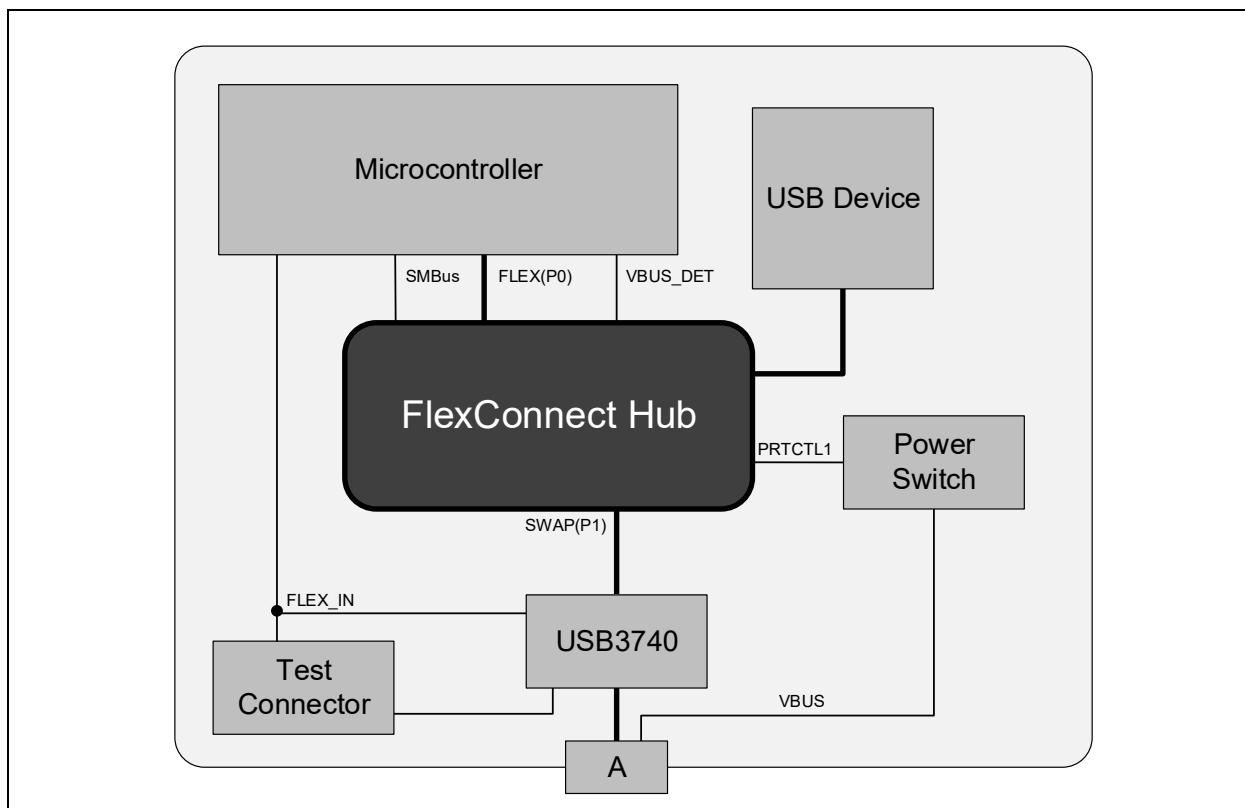 Microcontroller
USB Device
SMBus
FLEX(P0)
VBUS_DET
FlexConnect Hub
PRTCTL1
Power
Switch
SWAP(P1)
FLEX_IN
USB3740
Test
Connector
VBUS
A